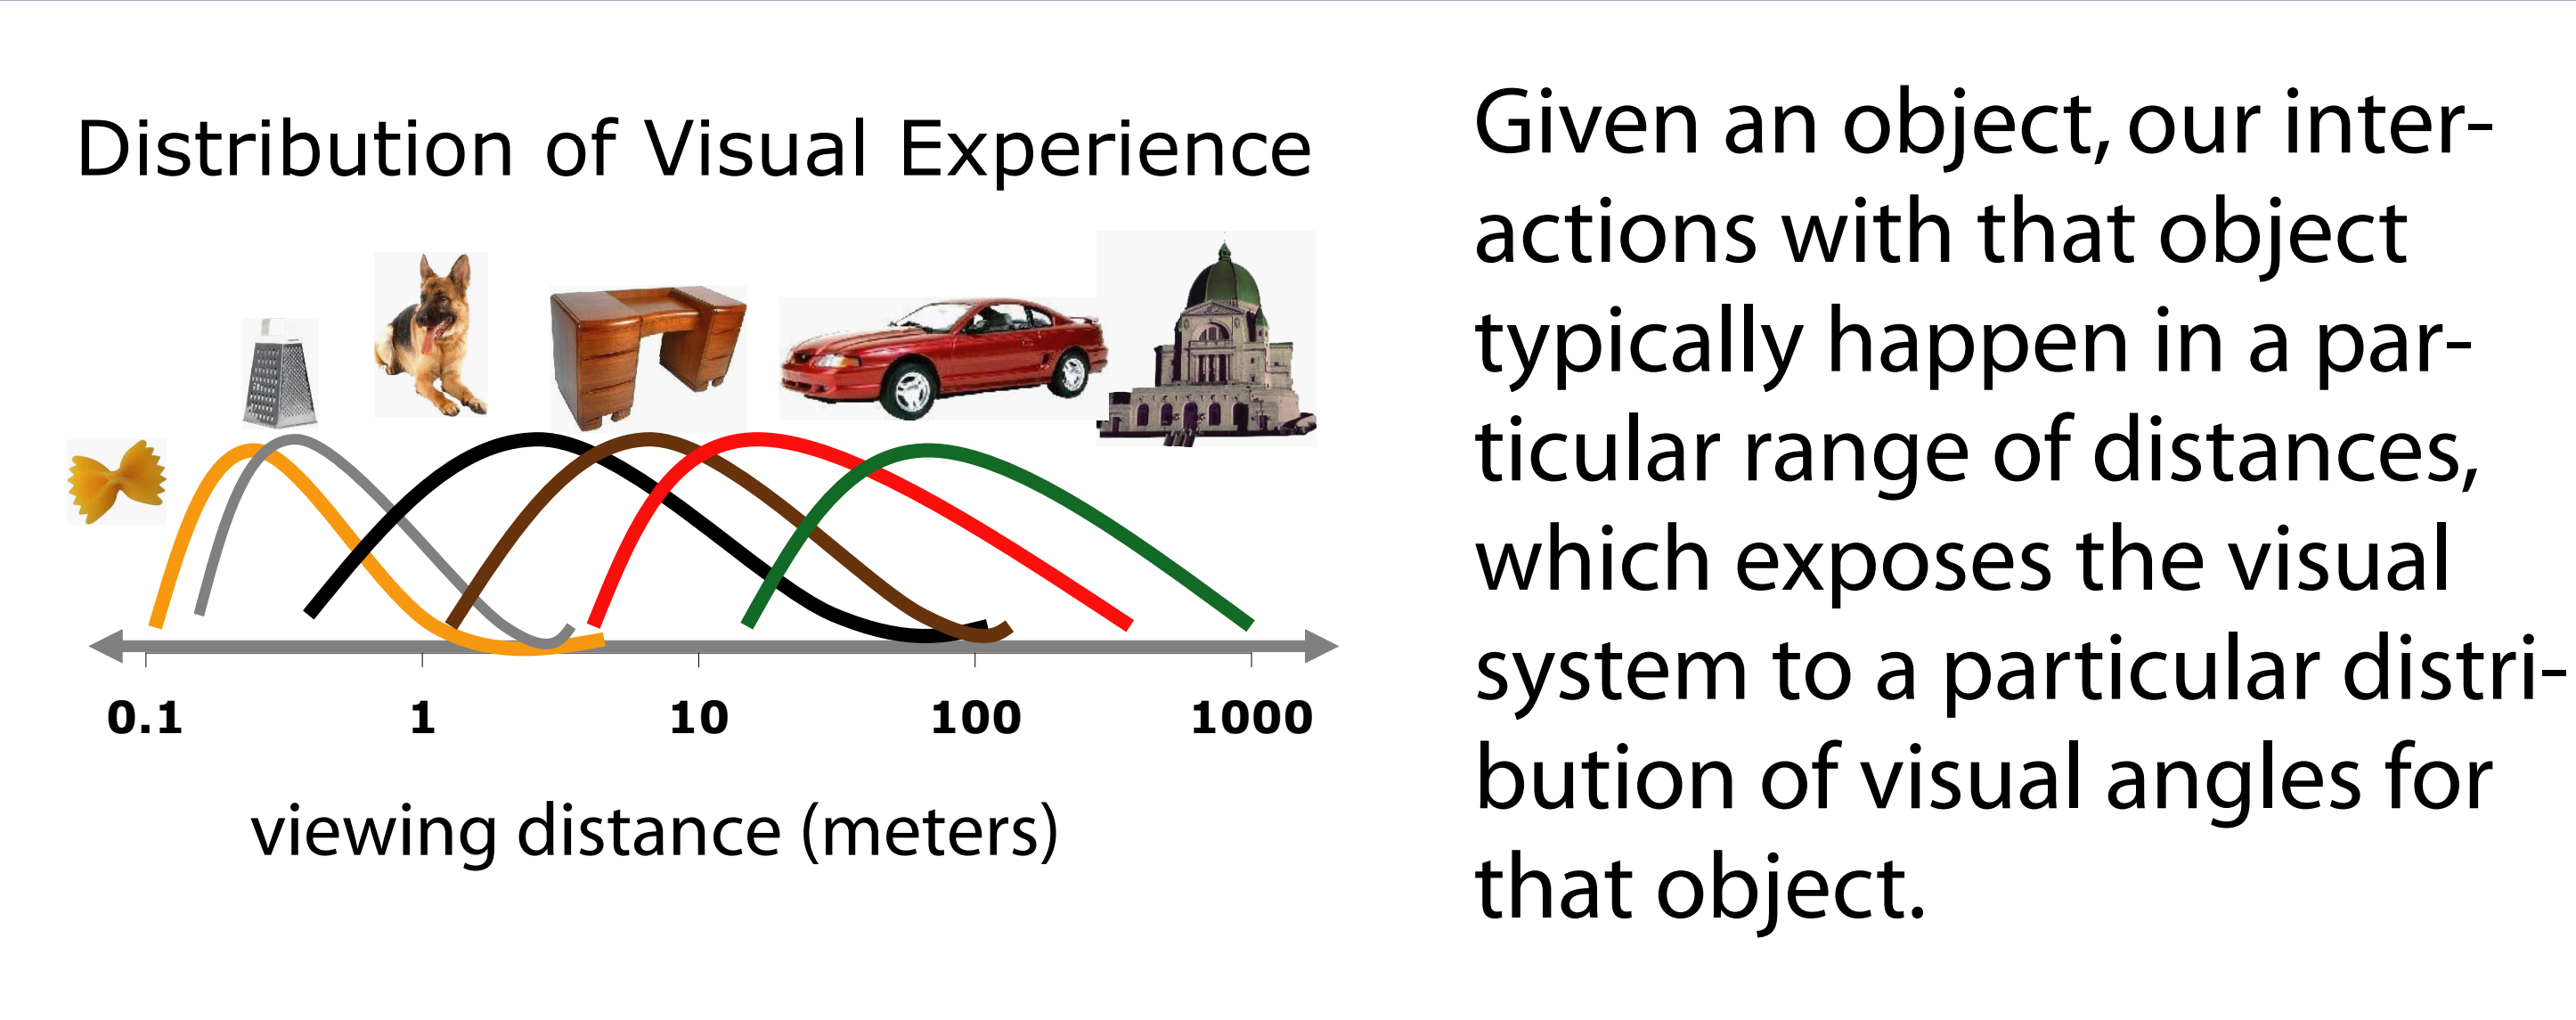 Distribution of Visual Experience
0.1 1 10 100 1000
viewing distance (meters)
Given an object, our inter-
actions with that object
typically happen in a par-
ticular range of distances,
which exposes the visual
system to a particular distri-
bution of visual angles for
that object.